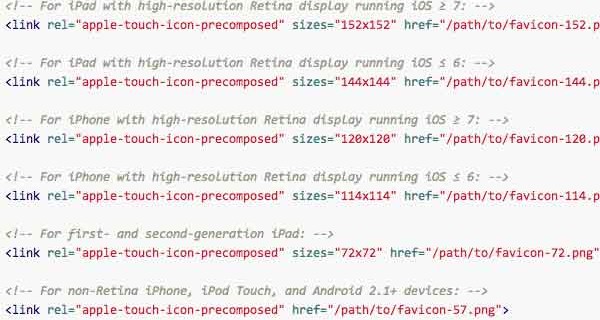 <!-- For iPad with high-resolution Retina display running iOS ≥ 7: -->
<link rel="apple-touch-icon-precomposed" sizes="152x152" href="/path/to/favicon-152.p
<!-- For iPad with high-resolution Retina display running iOS ≤ 6: -->
<link rel="apple-touch-icon-precomposed" sizes="144x144" href="/path/to/favicon-144.p
<!-- For iPhone with high-resolution Retina display running iOS ≥ 7: -->
<link rel="apple-touch-icon-precomposed" sizes="120x120" href="/path/to/favicon-120.p
<!-- For iPhone with high-resolution Retina display running iOS ≤ 6: -->
<link rel="apple-touch-icon-precomposed" sizes="114x114" href="/path/to/favicon-114.p
<!-- For first- and second-generation iPad: -->
<link rel="apple-touch-icon-precomposed" sizes="72x72" href="/path/to/favicon-72.png"
<!-- For non-Retina iPhone, iPod Touch, and Android 2.1+ devices: -->
<link rel="apple-touch-icon-precomposed" href="/path/to/favicon-57.png">